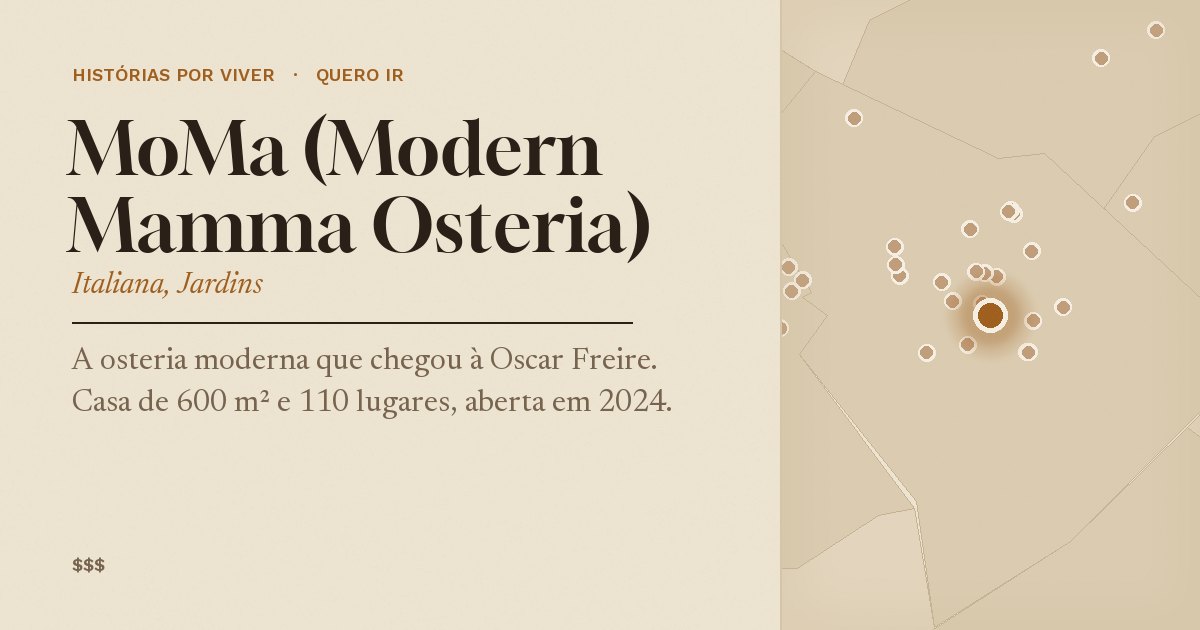 HISTÓRIAS POR VIVER · QUERO IR
MoMa (Modern
Mamma Osteria)
Italiana, Jardins
A osteria moderna que chegou à Oscar Freire.
Casa de 600 m² e 110 lugares, aberta em 2024.
$$$